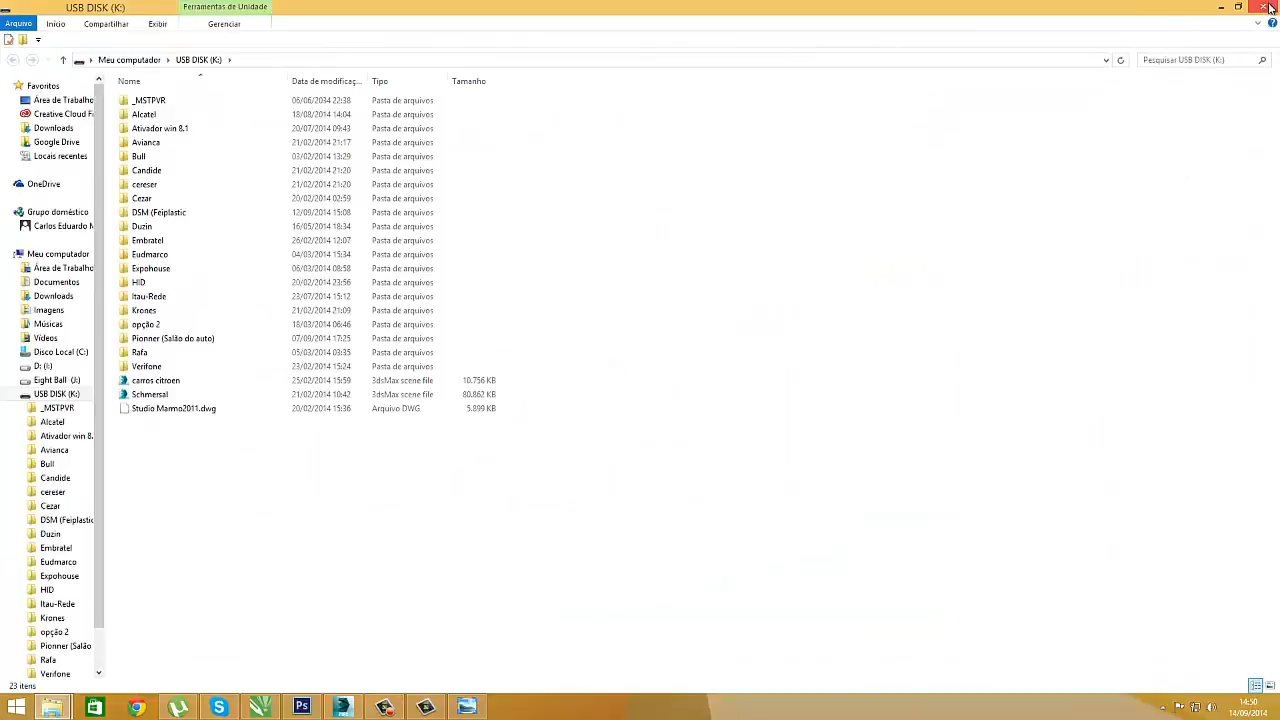 USB DISK (K:)
Ferramentas de Unidade
Arquivo Início Compartilhar Exibir Gerenciar
Meu computador USB DISK (K:)
Pesquisar USB DISK (K:)
Nome Data de modificaç... Tipo Tamanho
_MSTPVR 06/06/2034 22:38 Pasta de arquivos
Alcatel 18/08/2014 14:04 Pasta de arquivos
Ativador win 8.1 20/07/2014 09:43 Pasta de arquivos
Avianca 21/02/2014 21:17 Pasta de arquivos
Bull 03/02/2014 13:29 Pasta de arquivos
Candide 21/02/2014 21:20 Pasta de arquivos
cereser 21/02/2014 21:20 Pasta de arquivos
Cezar 20/02/2014 02:59 Pasta de arquivos
DSM (Feiplastic 12/09/2014 15:08 Pasta de arquivos
Duzin 16/05/2014 18:34 Pasta de arquivos
Embratel 26/02/2014 12:07 Pasta de arquivos
Eudmarco 04/03/2014 15:34 Pasta de arquivos
Expohouse 06/03/2014 08:58 Pasta de arquivos
HID 20/02/2014 23:56 Pasta de arquivos
Itau-Rede 23/07/2014 15:12 Pasta de arquivos
Krones 21/02/2014 21:09 Pasta de arquivos
opção 2 18/03/2014 06:46 Pasta de arquivos
Pionner (Salão do auto) 07/09/2014 17:25 Pasta de arquivos
Rafa 05/03/2014 03:35 Pasta de arquivos
Verifone 23/02/2014 15:24 Pasta de arquivos
carros citroen 25/02/2014 15:59 3dsMax scene file 10.756 KB
Schmersal 21/02/2014 10:42 3dsMax scene file 80.862 KB
Studio Marmo2011.dwg 20/02/2014 15:36 Arquivo DWG 5.899 KB
Favoritos
Área de Trabalho
Creative Cloud Fi
Downloads
Google Drive
Locais recentes
OneDrive
Grupo doméstico
Carlos Eduardo M
Meu computador
Área de Trabalho
Documentos
Downloads
Imagens
Músicas
Vídeos
Disco Local (C:)
D: (I:)
Eight Ball (J:)
USB DISK (K:)
_MSTPVR
Alcatel
Ativador win 8.
Avianca
Bull
Candide
cereser
Cezar
DSM (Feiplastic
Duzin
Embratel
Eudmarco
Expohouse
HID
Itau-Rede
Krones
opção 2
Pionner (Salão
Rafa
Verifone
23 itens
Ps
14:50
14/09/2014